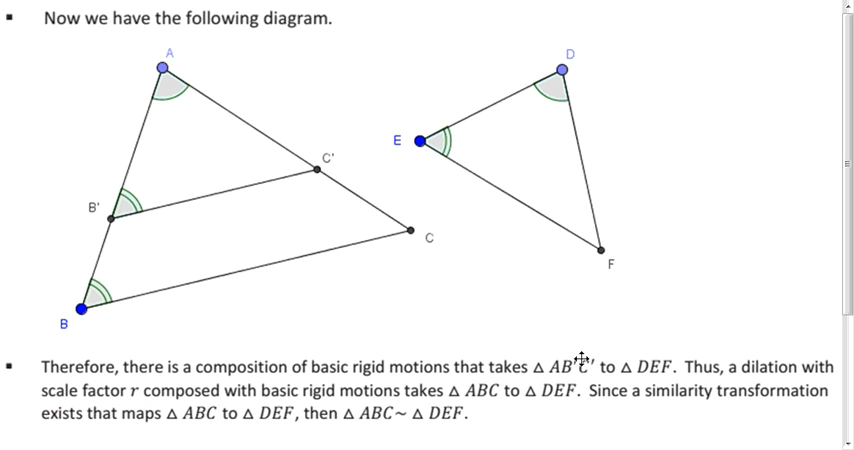 ▪ Now we have the following diagram.
A
D
E
C'
B'
C
F
B
▪ Therefore, there is a composition of basic rigid motions that takes △ AB'C' to △ DEF. Thus, a dilation with
scale factor r composed with basic rigid motions takes △ ABC to △ DEF. Since a similarity transformation
exists that maps △ ABC to △ DEF, then △ ABC~ △ DEF.